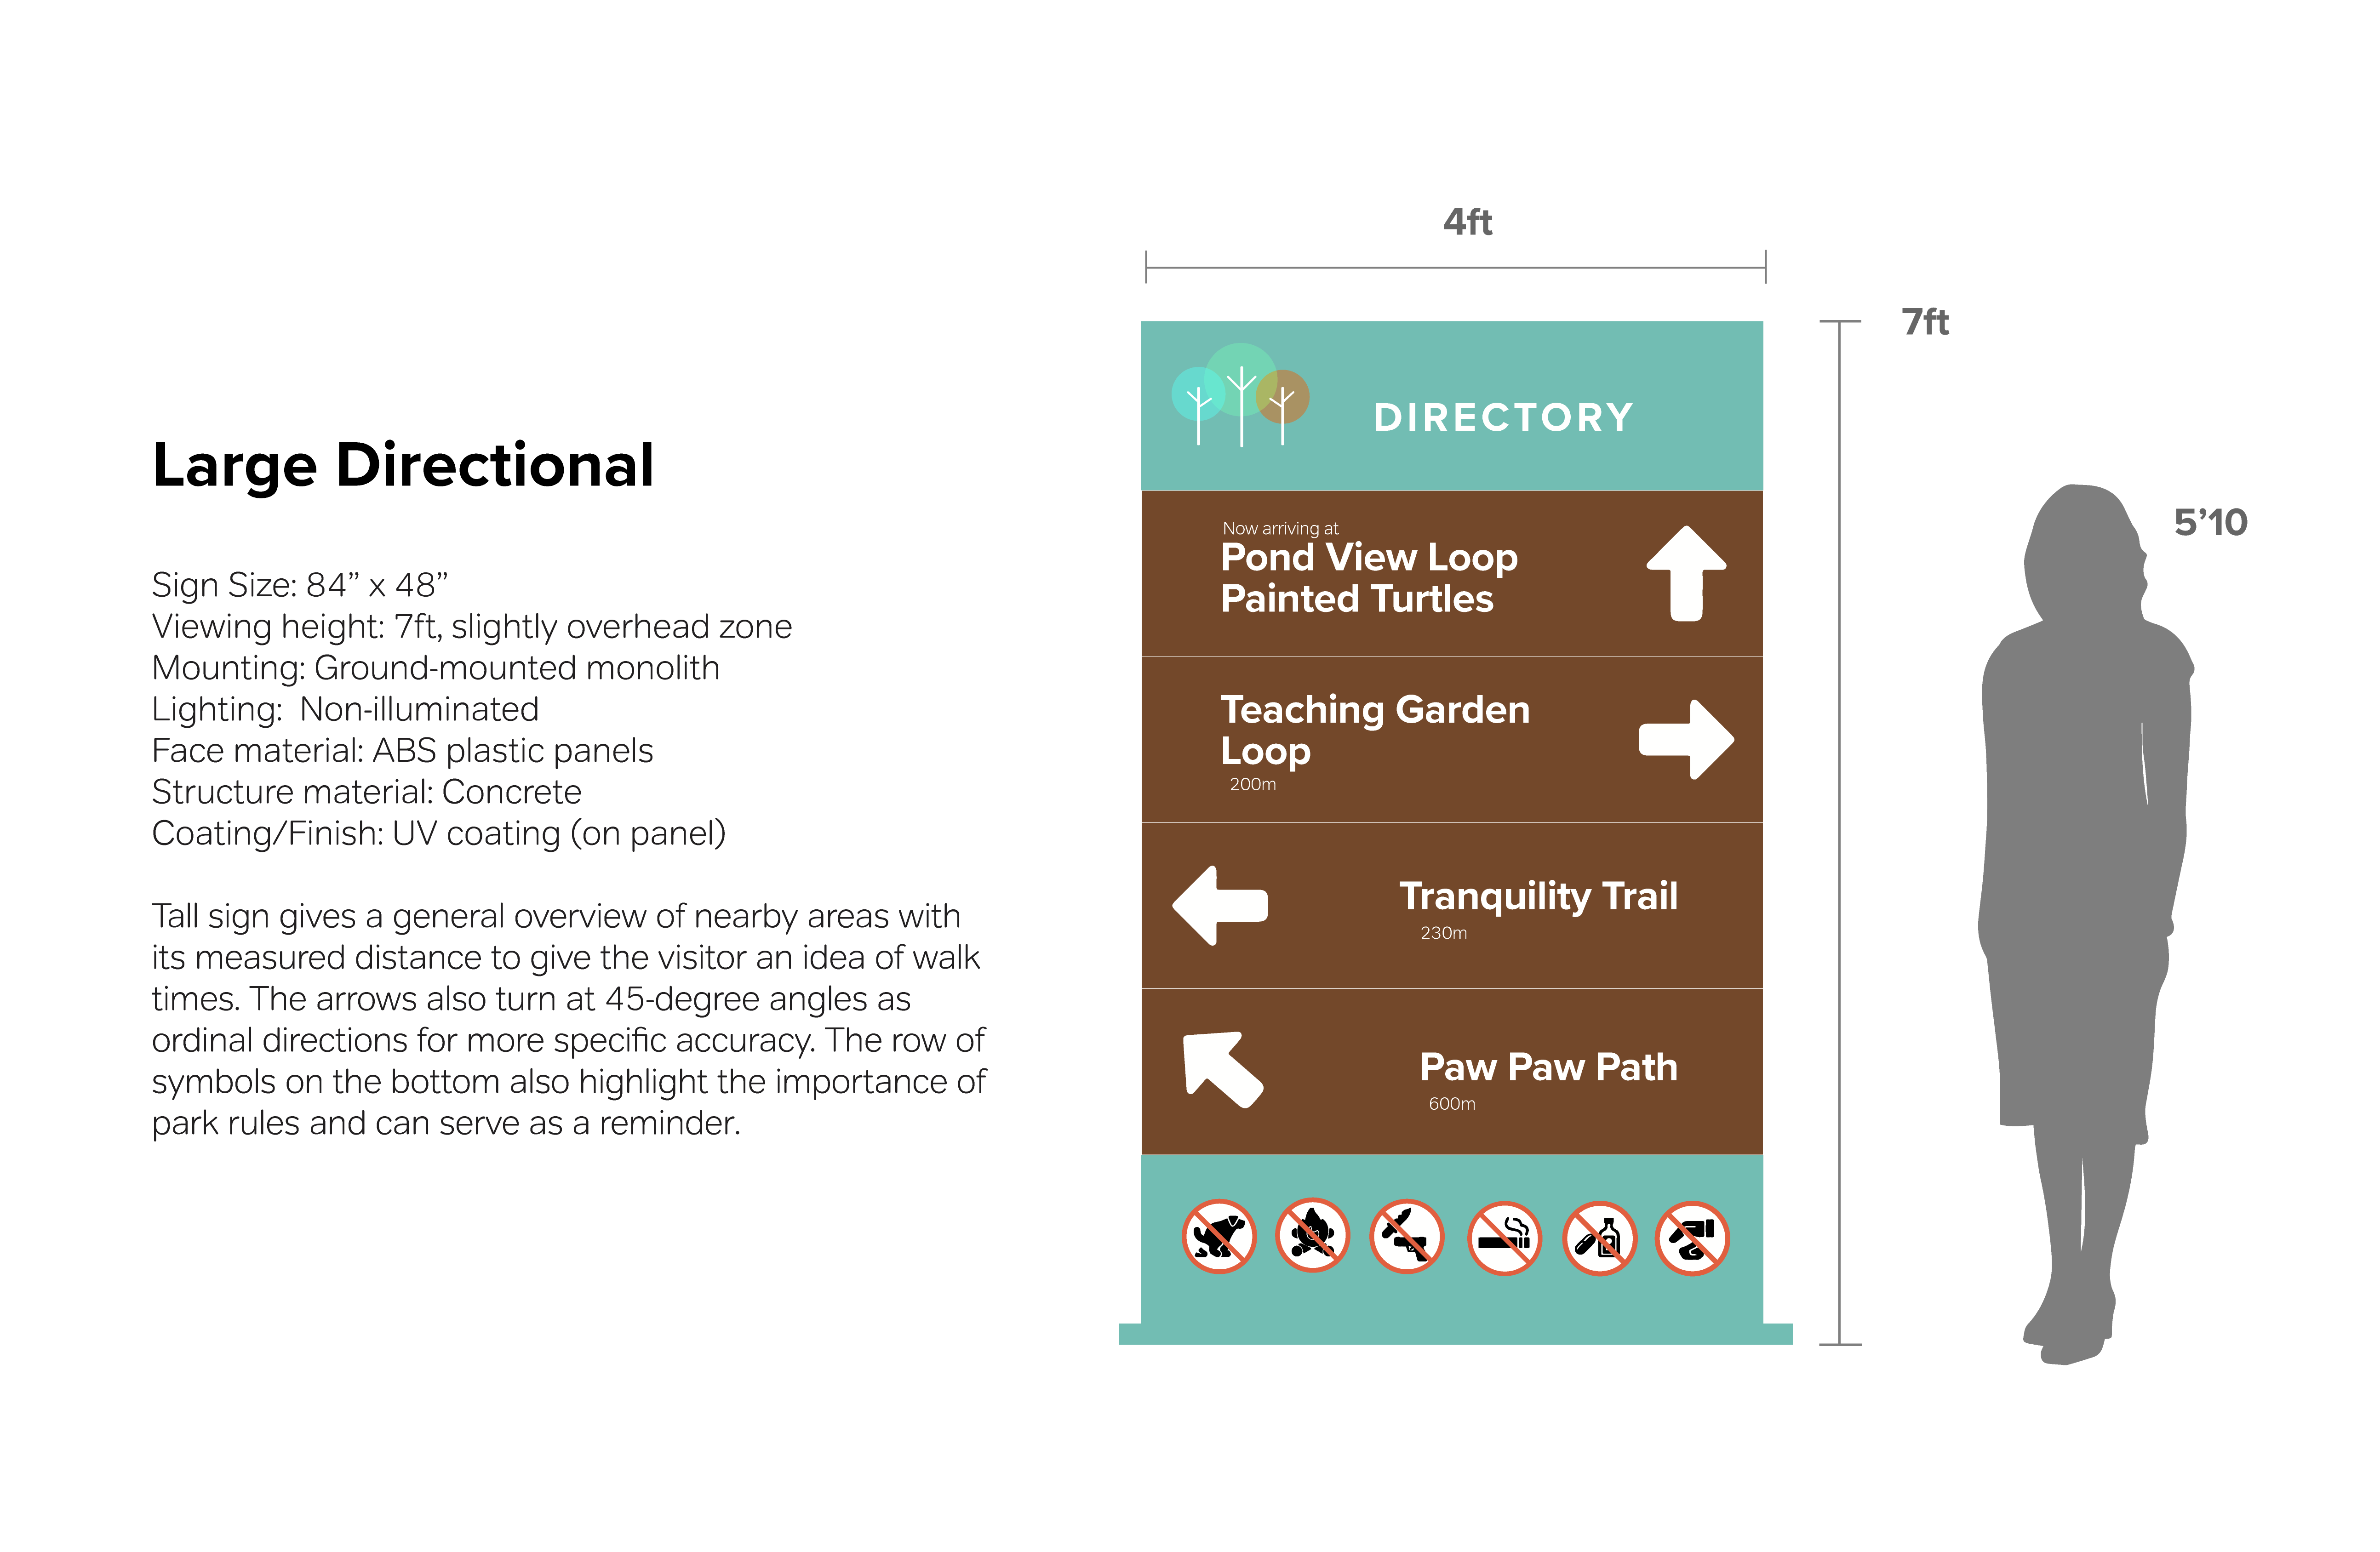 Large Directional
Sign Size: 84” x 48”
Viewing height: 7ft, slightly overhead zone
Mounting: Ground-mounted monolith
Lighting:  Non-illuminated
Face material: ABS plastic panels
Structure material: Concrete
Coating/Finish: UV coating (on panel)
Tall sign gives a general overview of nearby areas with
its measured distance to give the visitor an idea of walk
times. The arrows also turn at 45-degree angles as
ordinal directions for more specific accuracy. The row of
symbols on the bottom also highlight the importance of
park rules and can serve as a reminder.
4ft
7ft
5’10
DIRECTORY
Now arriving at
Pond View Loop
Painted Turtles
Teaching Garden
Loop
200m
Tranquility Trail
230m
Paw Paw Path
600m